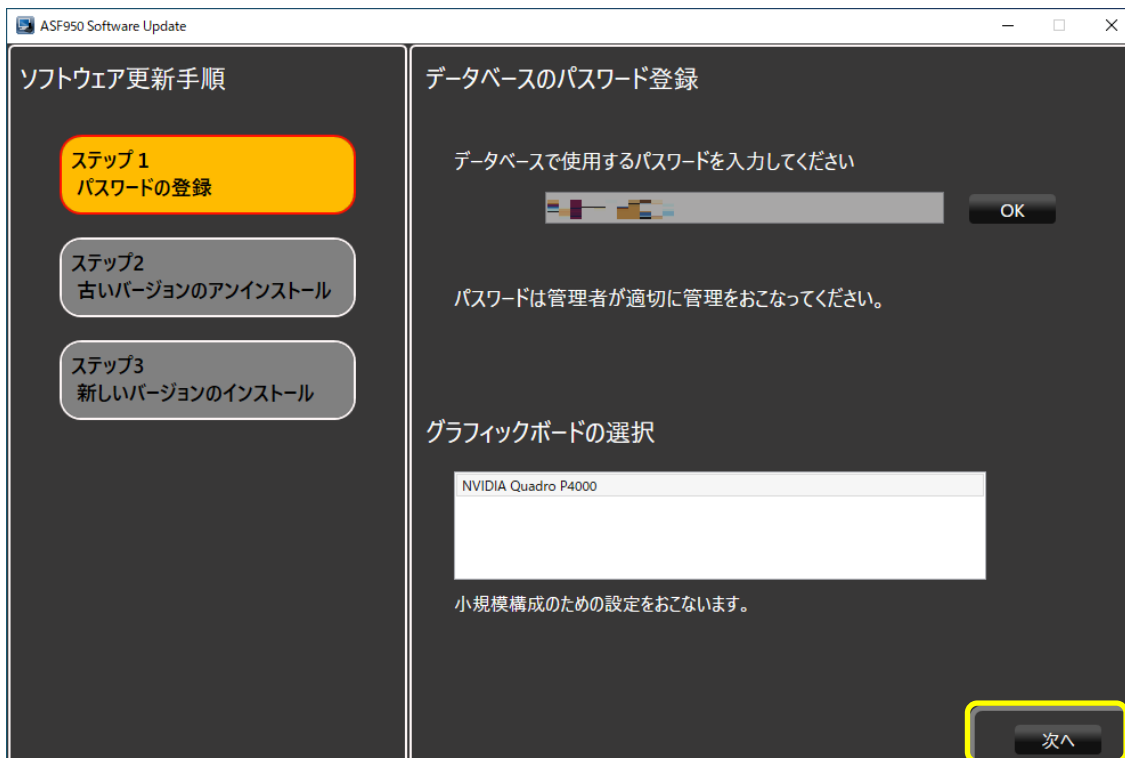 ASF950 Software Update
ソフトウェア更新手順
ステップ 1
パスワードの登録
ステップ2
古いバージョンのアンインストール
ステップ3
新しいバージョンのインストール
データベースのパスワード登録
データベースで使用するパスワードを入力してください
OK
パスワードは管理者が適切に管理をおこなってください。
グラフィックボードの選択
NVIDIA Quadro P4000
小規模構成のための設定をおこないます。
次へ